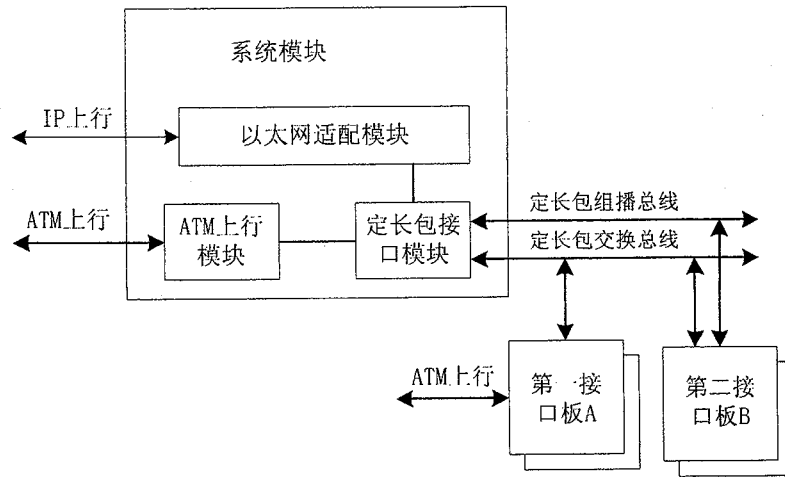 系统模块
IP上行
以太网适配模块
ATM上行
ATM上行
模块
定长包接
口模块
定长包组播总线
定长包交换总线
ATM上行
第一接
口板A
第二接
口板B